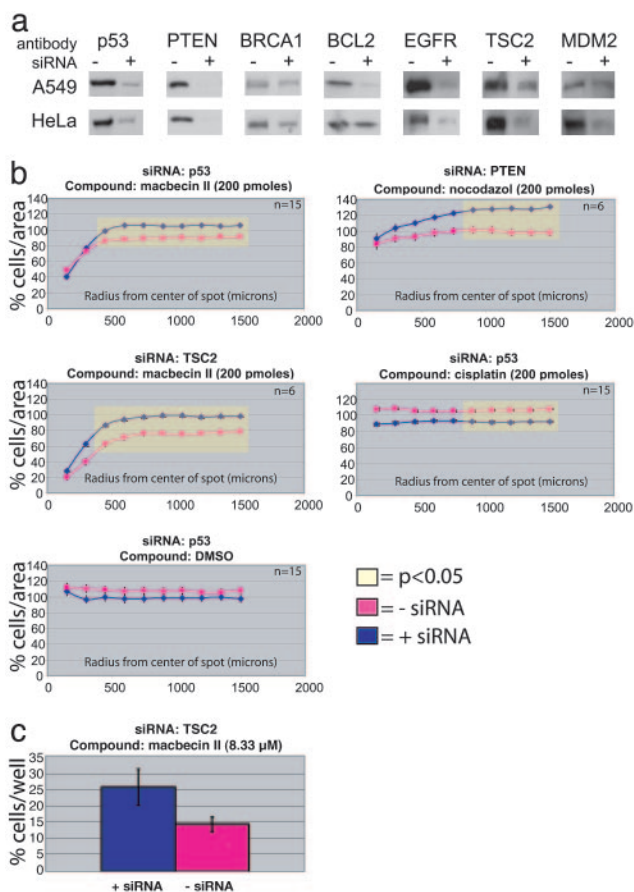 a
antibody p53 PTEN BRCA1 BCL2 EGFR TSC2 MDM2
siRNA - + - + - + - + - + - + - +
A549
HeLa
b
siRNA: p53
Compound: macbecin II (200 pmoles)
n=15
% cells/area
140
120
100
80
60
40
20
0
Radius from center of spot (microns)
0 500 1000 1500 2000
siRNA: PTEN
Compound: nocodazol (200 pmoles)
n=6
140
120
100
80
60
40
20
0
Radius from center of spot (microns)
0 500 1000 1500 2000
siRNA: TSC2
Compound: macbecin II (200 pmoles)
n=6
% cells/area
140
120
100
80
60
40
20
0
Radius from center of spot (microns)
0 500 1000 1500 2000
siRNA: p53
Compound: cisplatin (200 pmoles)
n=15
140
120
100
80
60
40
20
0
Radius from center of spot (microns)
0 500 1000 1500 2000
siRNA: p53
Compound: DMSO
n=15
% cells/area
140
120
100
80
60
40
20
0
Radius from center of spot (microns)
0 500 1000 1500 2000
= p<0.05
= - siRNA
= + siRNA
c
siRNA: TSC2
Compound: macbecin II (8.33 µM)
% cells/well
35
30
25
20
15
10
5
0
+ siRNA - siRNA